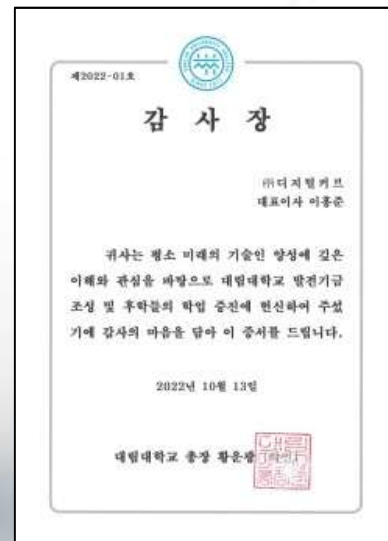 제2022-01호
감 사 장
㈜디지털커브
대표이사 이홍준
귀사는 평소 미래의 기술인 양성에 깊은
이해와 관심을 바탕으로 대림대학교 발전기금
조성 및 후학들의 학업 증진에 헌신하여 주셨
기에 감사의 마음을 담아 이 증서를 드립니다.
2022년 10월 13일
대림대학교 총장 황운광